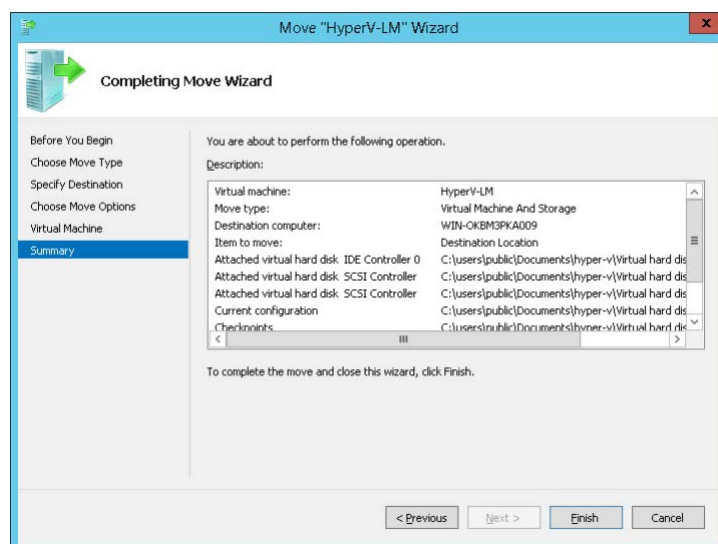 Move "HyperV-LM" Wizard
x
Completing Move Wizard
Before You Begin
Choose Move Type
Specify Destination
Choose Move Options
Virtual Machine
Summary
You are about to perform the following operation.
Description:
Virtual machine: HyperV-LM
Move type: Virtual Machine And Storage
Destination computer: WIN-OKBM3PKA009
Item to move: Destination Location
Attached virtual hard disk IDE Controller 0 C:\users\public\Documents\hyper-v\Virtual hard dis
Attached virtual hard disk SCSI Controller C:\users\public\Documents\hyper-v\Virtual hard dis
Attached virtual hard disk SCSI Controller C:\users\public\Documents\hyper-v\Virtual hard dis
Current configuration C:\users\public\Documents\hyper-v\Virtual hard dis
Checkpoints C:\users\public\Documents\hyper-v\Virtual hard dis
To complete the move and close this wizard, click Finish.
< Previous Next > Finish Cancel